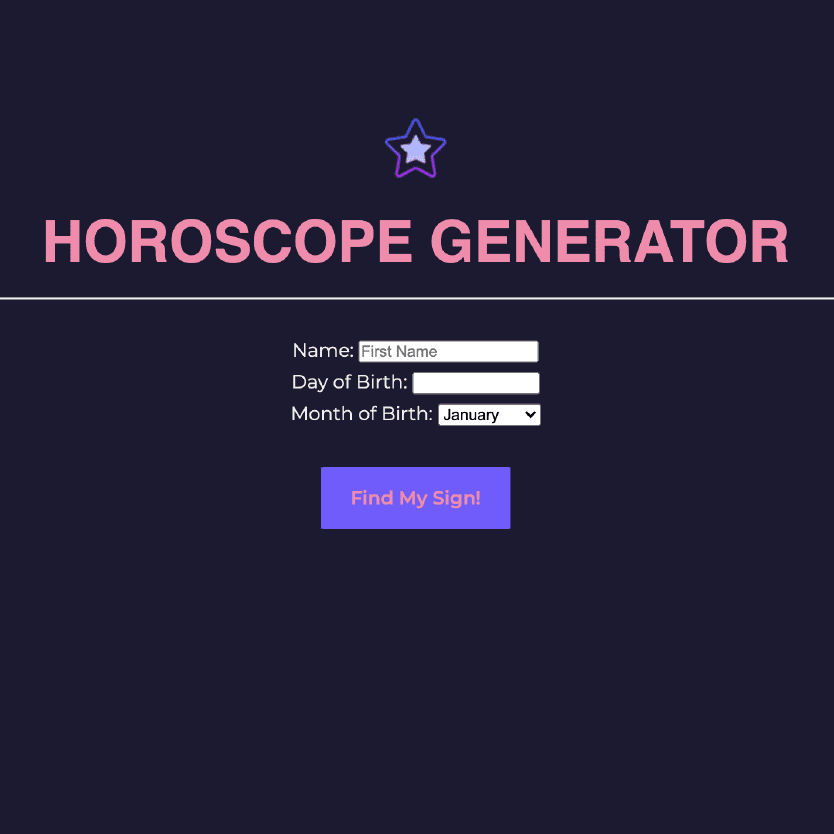 HOROSCOPE GENERATOR
Name: First Name
Day of Birth:
Month of Birth: January
Find My Sign!